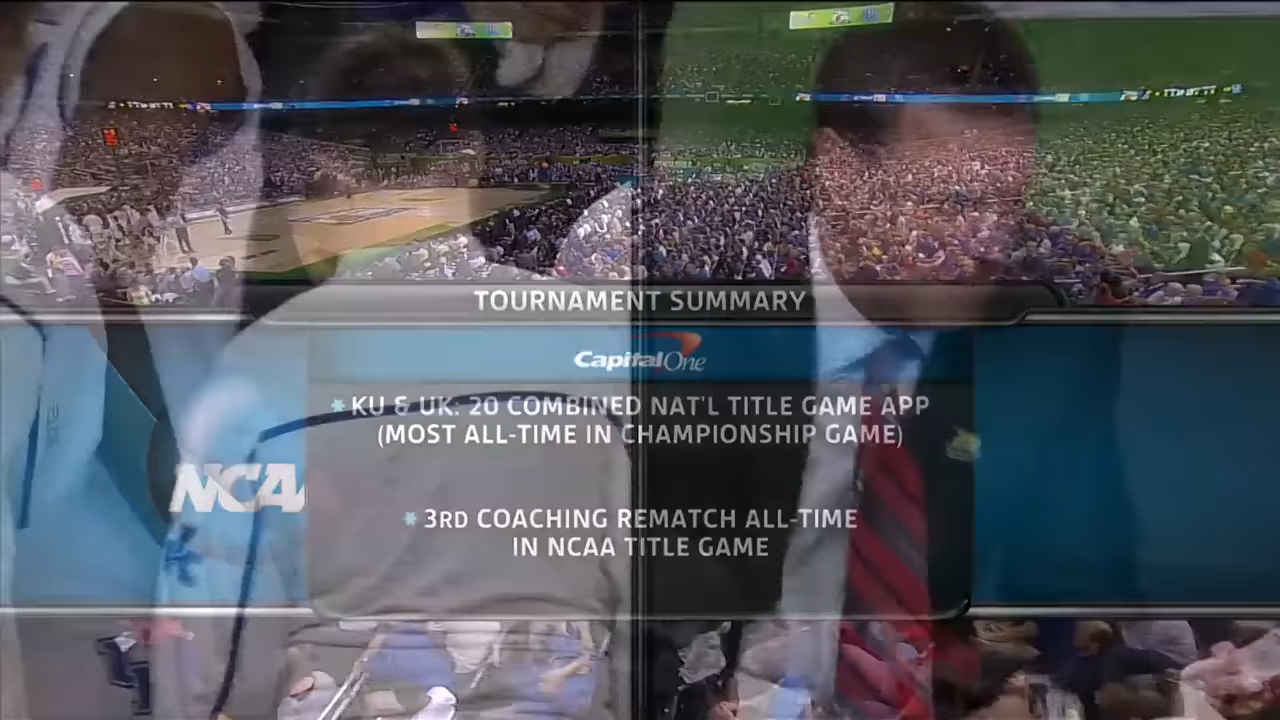 TOURNAMENT SUMMARY
Capital One
* KU & UK: 20 COMBINED NAT'L TITLE GAME APP
(MOST ALL-TIME IN CHAMPIONSHIP GAME)
NCAA
* 3RD COACHING REMATCH ALL-TIME
IN NCAA TITLE GAME